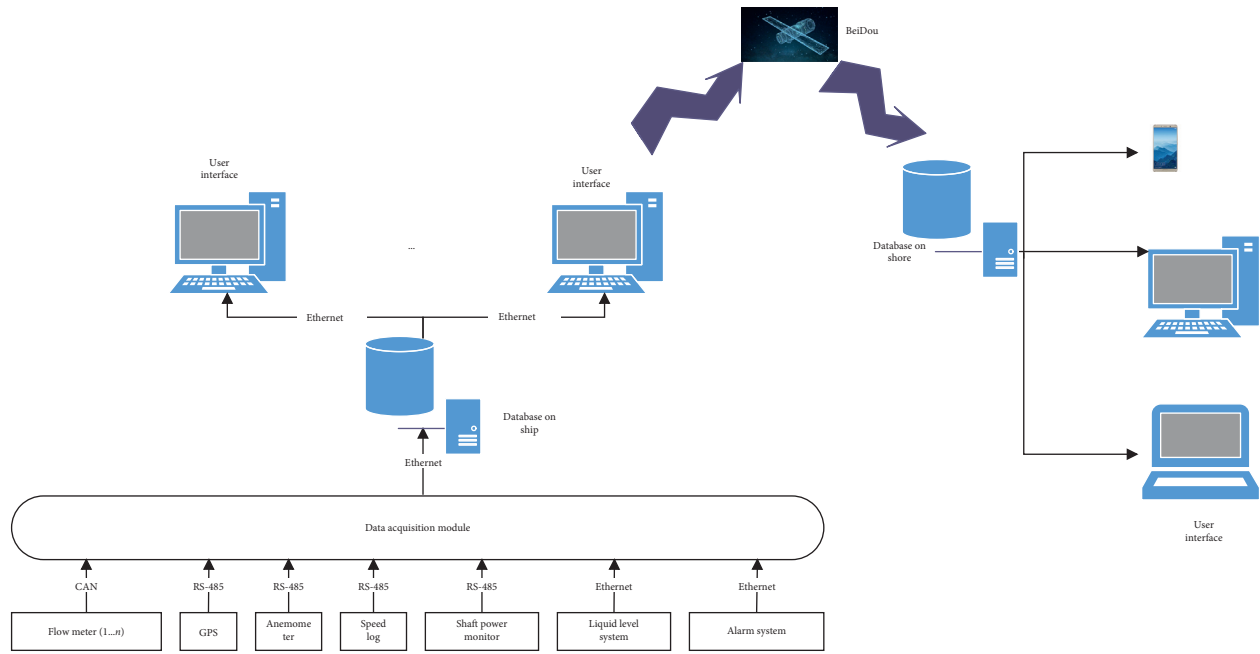 BeiDou
User
interface
User
interface
...
Database on
shore
Ethernet
Ethernet
Database on
ship
Ethernet
User
interface
Data acquisition module
CAN
RS-485
RS-485
RS-485
RS-485
Ethernet
Ethernet
Flow meter (1...n)
GPS
Anemome
ter
Speed
log
Shaft power
monitor
Liquid level
system
Alarm system